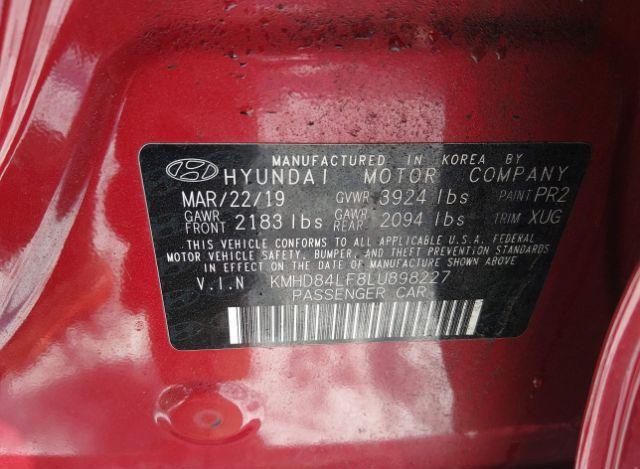 MANUFACTURED IN KOREA BY
HYUNDAI MOTOR COMPANY
MAR/22/19 GVWR 3924 lbs PAINT PR2
GAWR FRONT 2183 lbs GAWR REAR 2094 lbs TRIM XUG
THIS VEHICLE CONFORMS TO ALL APPLICABLE U.S.A. FEDERAL
MOTOR VEHICLE SAFETY, BUMPER, AND THEFT PREVENTION STANDARDS
IN EFFECT ON THE DATE OF MANUFACTURE SHOWN ABOVE
V.I.N KMHD84LF8LU898227
PASSENGER CAR